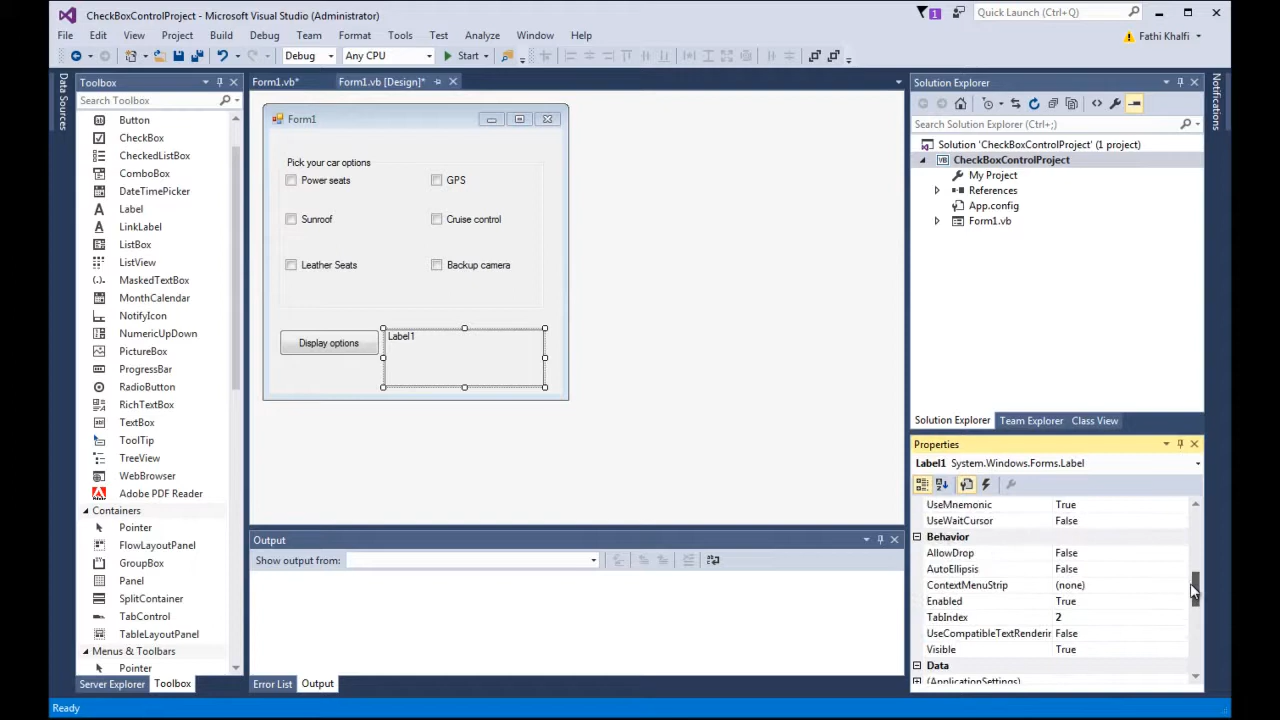 CheckBoxControlProject - Microsoft Visual Studio (Administrator)
1
Quick Launch (Ctrl+Q)
File Edit View Project Build Debug Team Format Tools Test Analyze Window Help
Fathi Khalfi
Debug Any CPU Start
Data Sources
Toolbox
Search Toolbox
Button
CheckBox
CheckedListBox
ComboBox
DateTimePicker
Label
LinkLabel
ListBox
ListView
MaskedTextBox
MonthCalendar
NotifyIcon
NumericUpDown
PictureBox
ProgressBar
RadioButton
RichTextBox
TextBox
ToolTip
TreeView
WebBrowser
Adobe PDF Reader
Containers
Pointer
FlowLayoutPanel
GroupBox
Panel
SplitContainer
TabControl
TableLayoutPanel
Menus & Toolbars
Pointer
Server Explorer Toolbox
Form1.vb* Form1.vb [Design]*
Form1
Pick your car options
Power seats GPS
Sunroof Cruise control
Leather Seats Backup camera
Display options Label1
Output
Show output from:
Error List Output
Solution Explorer
Search Solution Explorer (Ctrl+;)
Solution 'CheckBoxControlProject' (1 project)
VB CheckBoxControlProject
My Project
References
App.config
Form1.vb
Solution Explorer Team Explorer Class View
Notifications
Properties
Label1 System.Windows.Forms.Label
UseMnemonic True
UseWaitCursor False
Behavior
AllowDrop False
AutoEllipsis False
ContextMenuStrip (none)
Enabled True
TabIndex 2
UseCompatibleTextRenderir False
Visible True
Data
(ApplicationSettings)
Ready